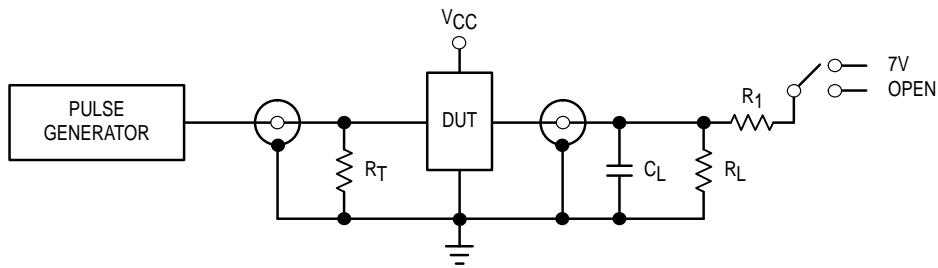 VCC
PULSE
GENERATOR
DUT
RT
CL
RL
R1
7V
OPEN